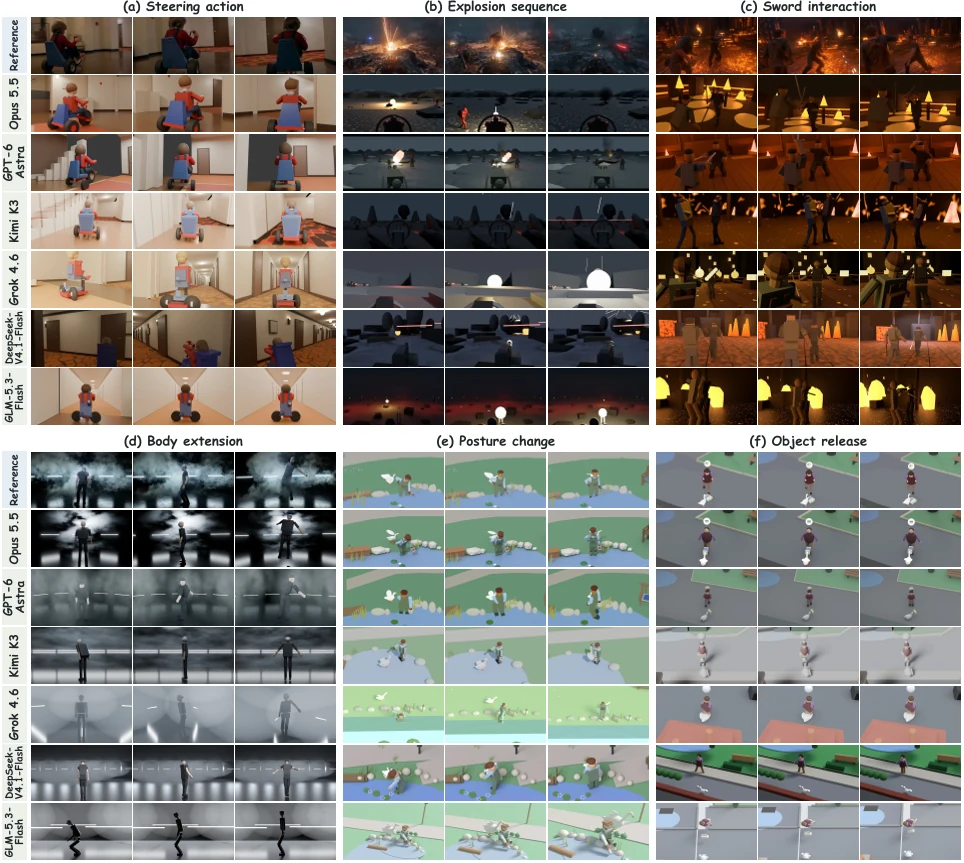 (a) Steering action
(b) Explosion sequence
(c) Sword interaction
Reference
Opus 5.5
GPT-6
Astra
Kimi K3
Grok 4.6
DeepSeek-
V4.1-Flash
GLM-5.3-
Flash
(d) Body extension
(e) Posture change
(f) Object release
Reference
Opus 5.5
GPT-6
Astra
Kimi K3
Grok 4.6
DeepSeek-
V4.1-Flash
GLM-5.3-
Flash